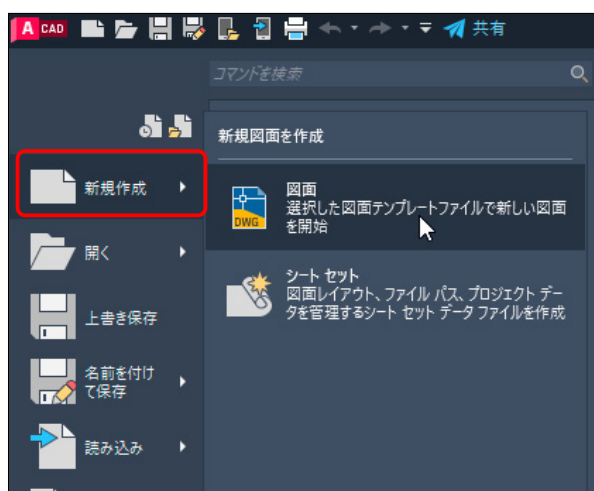 A CAD 共有
コマンドを検索
新規図面を作成
新規作成
図面
選択した図面テンプレートファイルで新しい図面
を開始
DWG
開く
シート セット
図面レイアウト、ファイル パス、プロジェクト デー
タを管理するシート セット データ ファイルを作成
上書き保存
名前を付け
て保存
読み込み